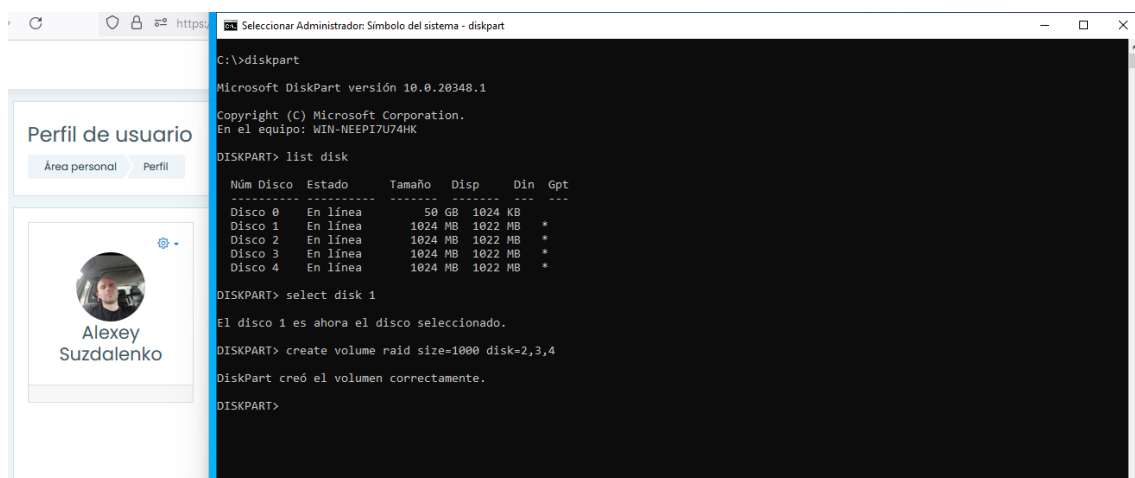 https:/
Perfil de usuario
Área personal
Perfil
Alexey
Suzdalenko
Seleccionar Administrador: Símbolo del sistema - diskpart
C:\>diskpart
Microsoft DiskPart versión 10.0.20348.1
Copyright (C) Microsoft Corporation.
En el equipo: WIN-NEEPI7U74HK
DISKPART> list disk
Núm Disco  Estado      Tamaño   Disp     Din  Gpt
---------- ----------- ------- ------- --- ---
Disco 0    En línea      50 GB  1024 KB
Disco 1    En línea    1024 MB  1022 MB   *
Disco 2    En línea    1024 MB  1022 MB   *
Disco 3    En línea    1024 MB  1022 MB   *
Disco 4    En línea    1024 MB  1022 MB   *
DISKPART> select disk 1
El disco 1 es ahora el disco seleccionado.
DISKPART> create volume raid size=1000 disk=2,3,4
DiskPart creó el volumen correctamente.
DISKPART>